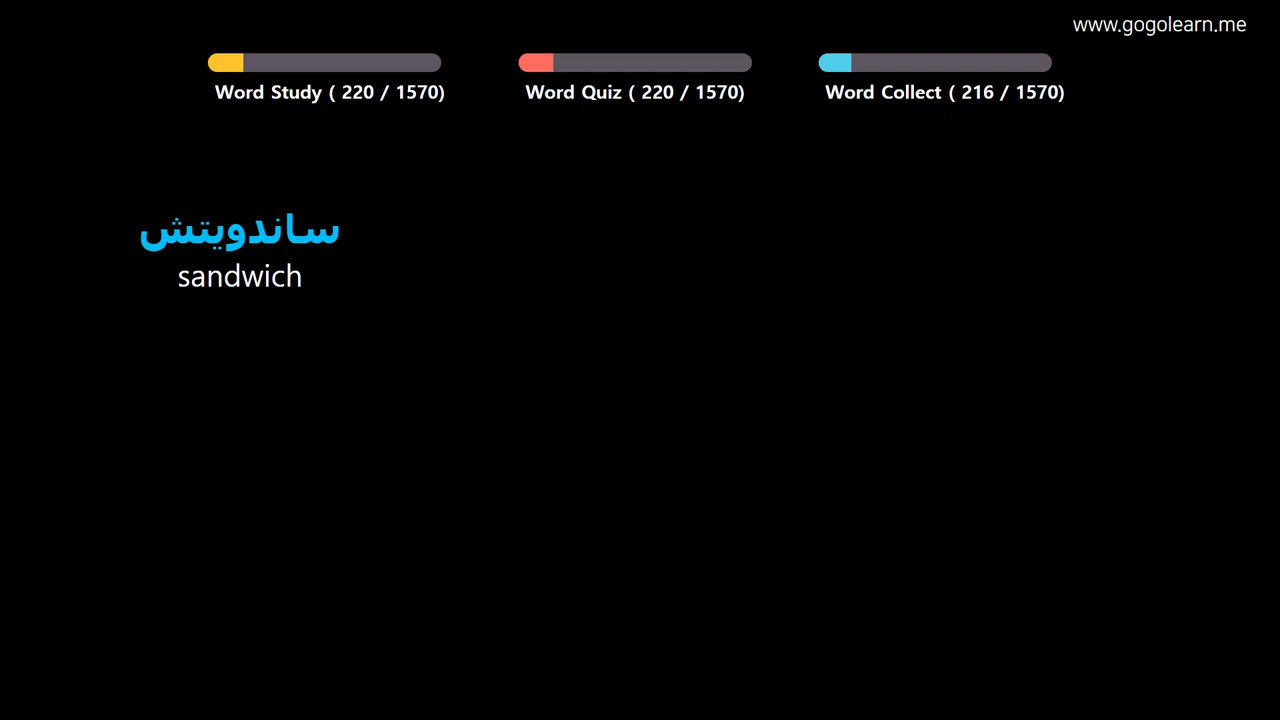 www.gogolearn.me
Word Study ( 220 / 1570)
Word Quiz ( 220 / 1570)
Word Collect ( 216 / 1570)
ساندويتش
sandwich